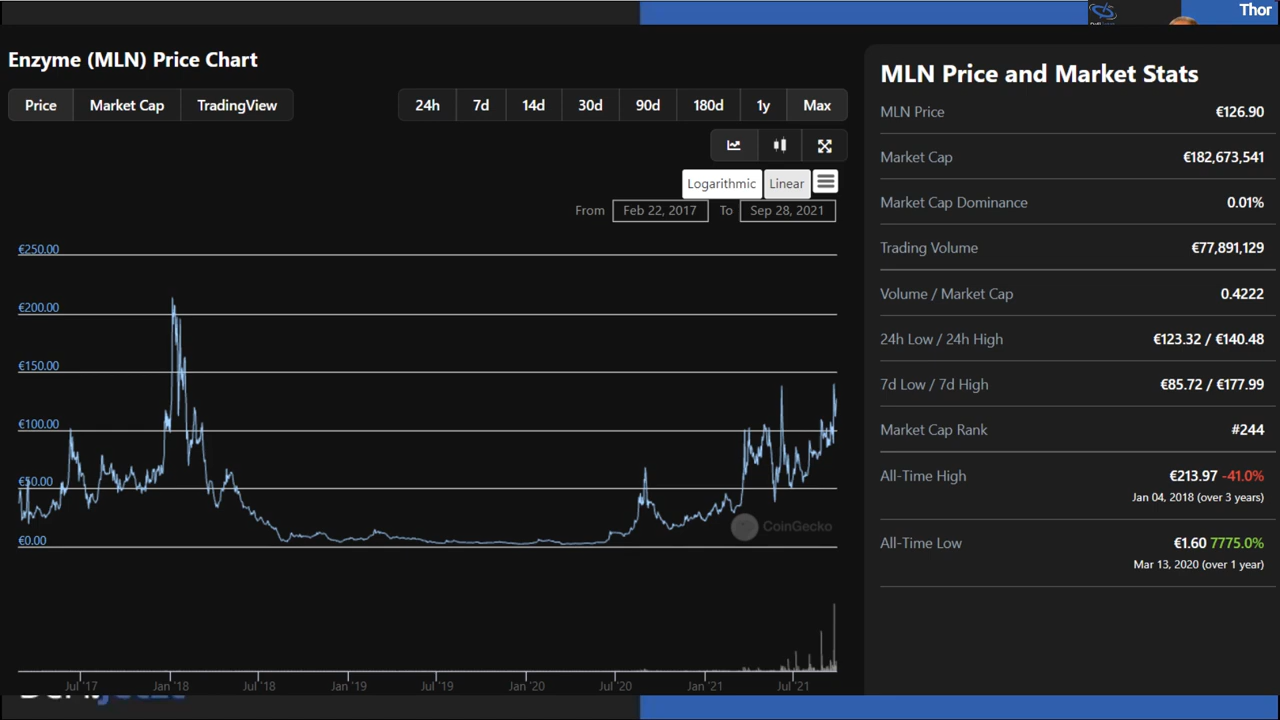 Thor
Enzyme (MLN) Price Chart
Price Market Cap TradingView
24h 7d 14d 30d 90d 180d 1y Max
Logarithmic Linear
From Feb 22, 2017 To Sep 28, 2021
€250.00
€200.00
€150.00
€100.00
€50.00
€0.00
CoinGecko
Jul '17 Jan '18 Jul '18 Jan '19 Jul '19 Jan '20 Jul '20 Jan '21 Jul '21
MLN Price and Market Stats
MLN Price €126.90
Market Cap €182,673,541
Market Cap Dominance 0.01%
Trading Volume €77,891,129
Volume / Market Cap 0.4222
24h Low / 24h High €123.32 / €140.48
7d Low / 7d High €85.72 / €177.99
Market Cap Rank #244
All-Time High €213.97 -41.0%
Jan 04, 2018 (over 3 years)
All-Time Low €1.60 7775.0%
Mar 13, 2020 (over 1 year)